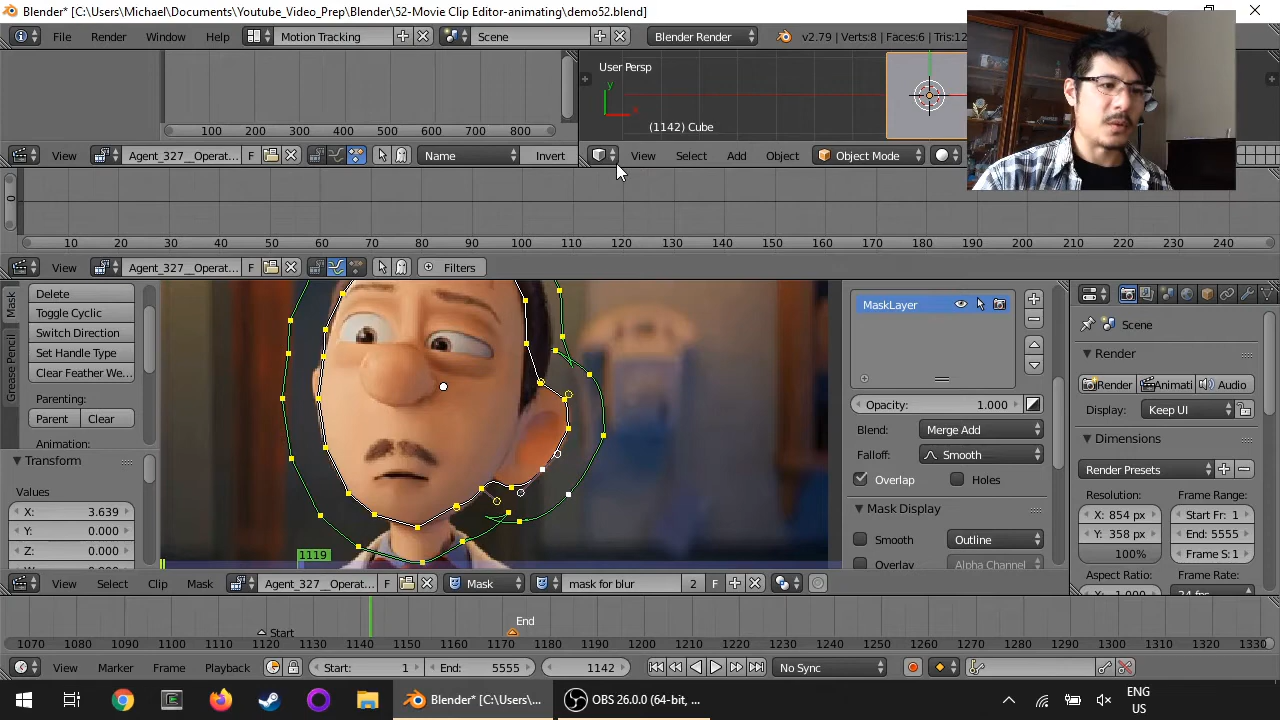 Blender* [C:\Users\Michael\Documents\Youtube_Video_Prep\Blender\52-Movie Clip Editor-animating\demo52.blend]
File Render Window Help Motion Tracking Scene Blender Render v2.79 | Verts:8 | Faces:6 | Tris:12
User Persp
y
x
100 200 300 400 500 600 700 800
(1142) Cube
View Agent_327__Operat... F Name Invert View Select Add Object Object Mode
0
10 20 30 40 50 60 70 80 90 100 110 120 130 140 150 160 170 180 190 200 210 220 230 240
View Agent_327__Operat... F Filters
Mask
Grease Pencil
Delete
Toggle Cyclic
Switch Direction
Set Handle Type
Clear Feather We...
Parenting:
Parent Clear
Animation:
Transform
Values
X: 3.639
Y: 0.000
Z: 0.000
1119
MaskLayer
Opacity: 1.000
Blend: Merge Add
Falloff: Smooth
Overlap Holes
Mask Display
Smooth Outline
Overlay Alpha Channel
Scene
Render
Render Animati Audio
Display: Keep UI
Dimensions
Render Presets
Resolution: Frame Range:
X: 854 px Start Fr: 1
Y: 358 px End: 5555
100% Frame S:1
Aspect Ratio: Frame Rate:
X: 1.000 24 fps
View Select Clip Mask Agent_327__Operat... F Mask mask for blur 2 F
Start End
1070 1080 1090 1100 1110 1120 1130 1140 1150 1160 1170 1180 1190 1200 1210 1220 1230 1240 1250 1260 1270 1280 1290 1300 1310 1320 1330
View Marker Frame Playback Start: 1 End: 5555 1142 No Sync
Blender* [C:\Users\... OBS 26.0.0 (64-bit, ... ENG
US